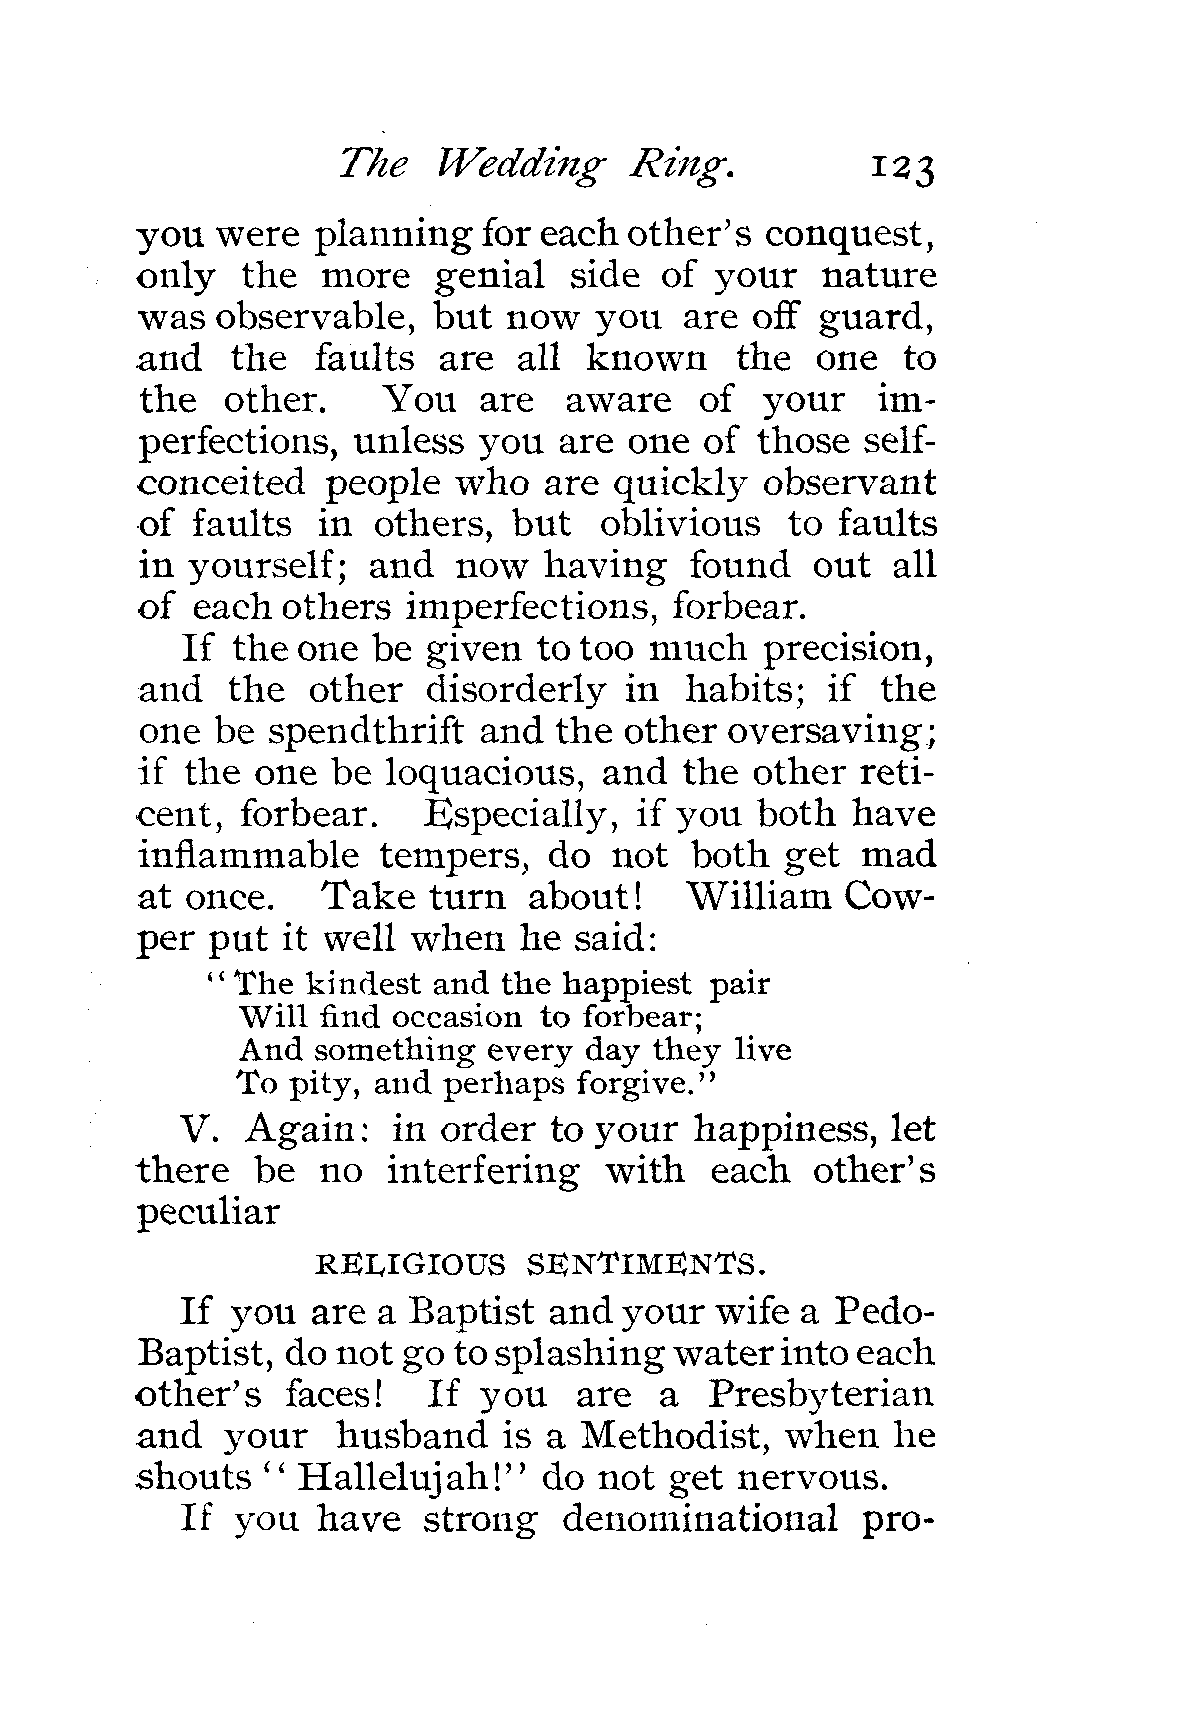 The Wedding Ring. 123
you were planning for each other's conquest,
only the more genial side of your nature
was observable, but now you are off guard,
and the faults are all known the one to
the other. You are aware of your im-
perfections, unless you are one of those self-
conceited people who are quickly observant
of faults in others, but oblivious to faults
in yourself; and now having found out all
of each others imperfections, forbear.
If the one be given to too much precision,
and the other disorderly in habits; if the
one be spendthrift and the other oversaving;
if the one be loquacious, and the other reti-
cent, forbear. Especially, if you both have
inflammable tempers, do not both get mad
at once. Take turn about! William Cow-
per put it well when he said:
"The kindest and the happiest pair
Will find occasion to forbear;
And something every day they live
To pity, and perhaps forgive."
V. Again: in order to your happiness, let
there be no interfering with each other's
peculiar
RELIGIOUS SENTIMENTS.
If you are a Baptist and your wife a Pedo-
Baptist, do not go to splashing water into each
other's faces! If you are a Presbyterian
and your husband is a Methodist, when he
shouts "Hallelujah!" do not get nervous.
If you have strong denominational pro-